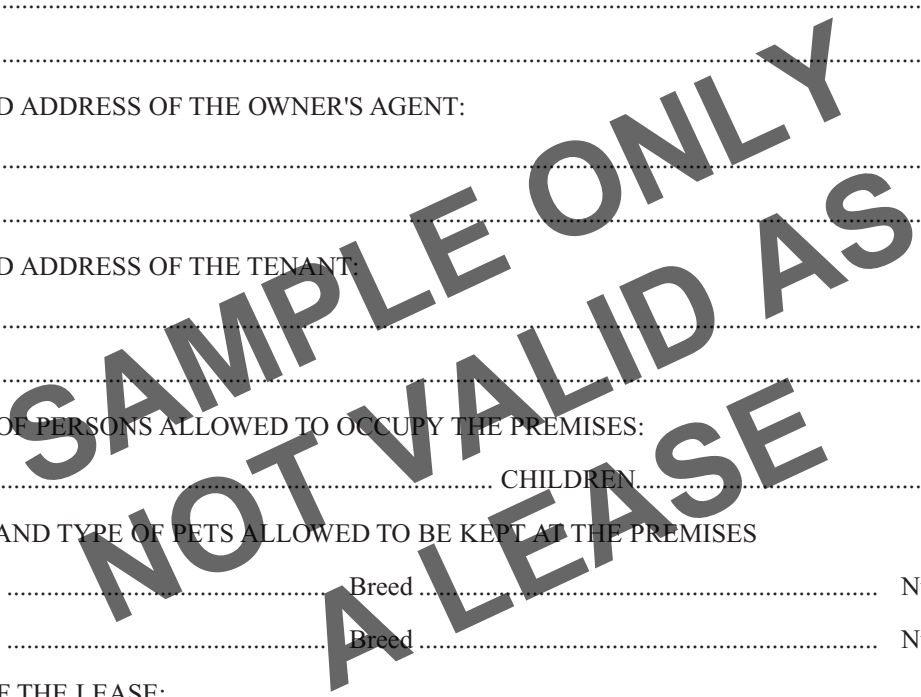 D ADDRESS OF THE OWNER'S AGENT:
D ADDRESS OF THE TENANT:
OF PERSONS ALLOWED TO OCCUPY THE PREMISES:
CHILDREN
AND TYPE OF PETS ALLOWED TO BE KEPT AT THE PREMISES
Breed N
Breed N
E THE LEASE:
SAMPLE ONLY
NOT VALID AS
A LEASE